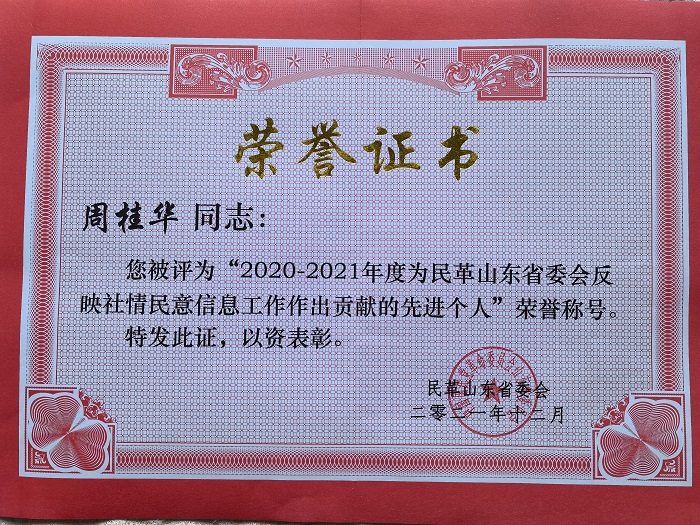 荣誉证书
周桂华 同志：
您被评为“2020-2021年度为民革山东省委会反
映社情民意信息工作作出贡献的先进个人”荣誉称号。
特发此证，以资表彰。
民革山东省委会
二零二一年十二月